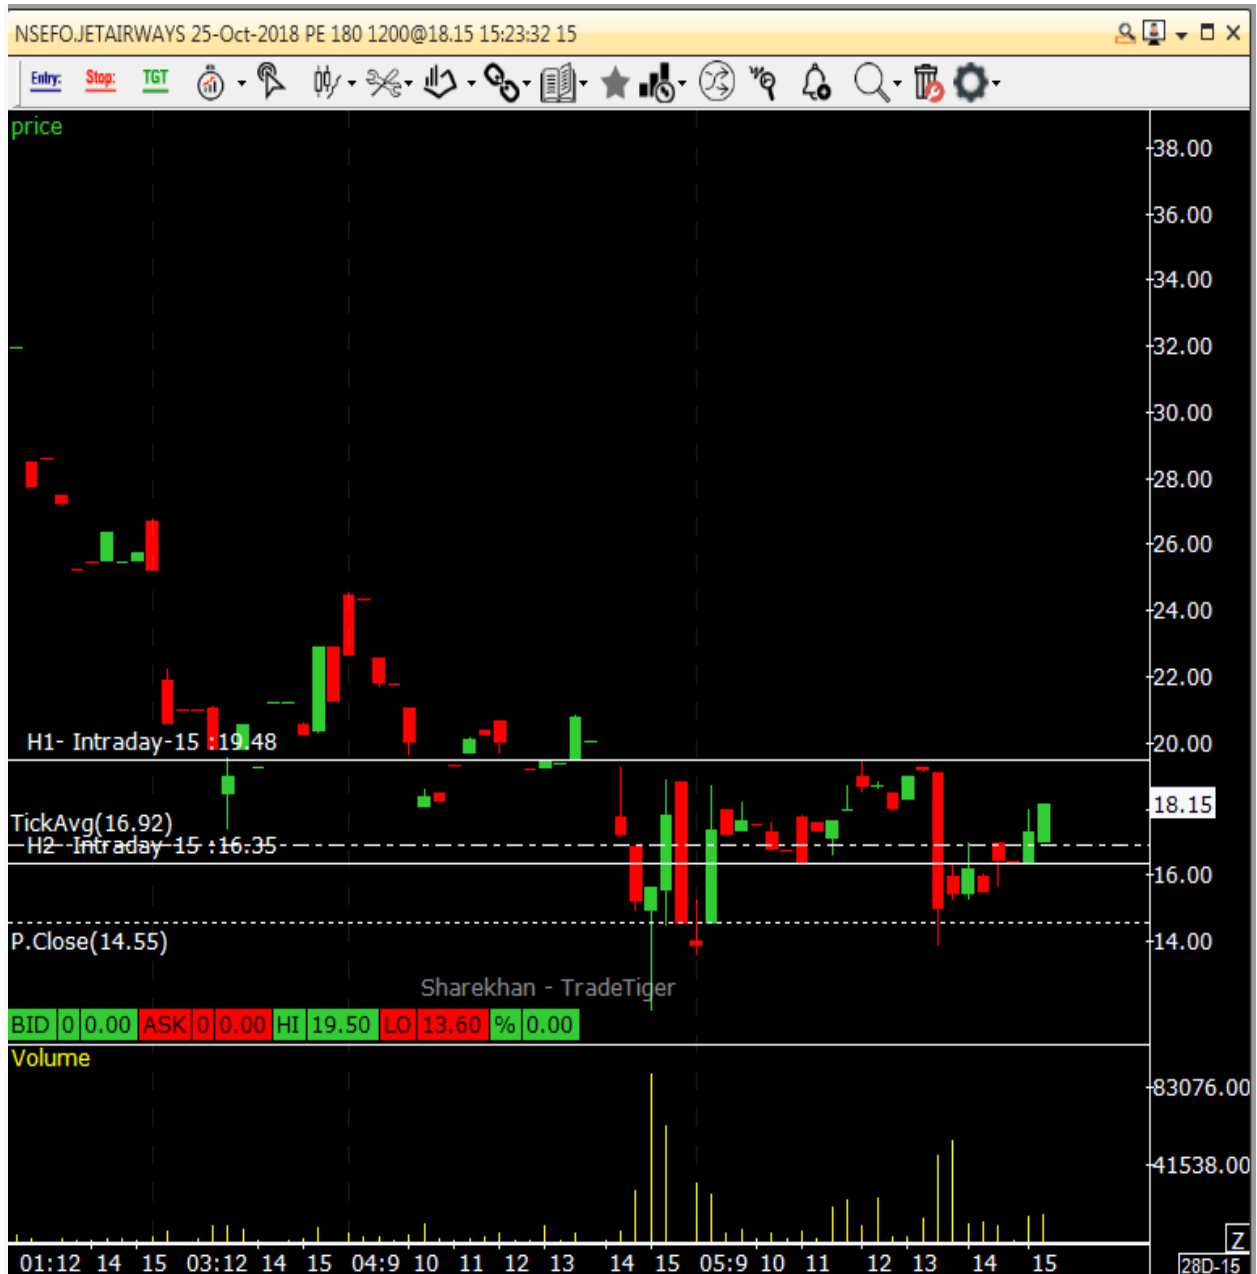 NSEFO.JETAIRWAYS 25-Oct-2018 PE 180 1200@18.15 15:23:32 15
Entry: Stop: TGT
price
38.00
36.00
34.00
32.00
30.00
28.00
26.00
24.00
22.00
H1- Intraday-15 :19.48
20.00
18.15
TickAvg(16.92)
H2- Intraday 15 :16.35
16.00
P.Close(14.55)
14.00
Sharekhan - TradeTiger
BID 0 0.00 ASK 0 0.00 HI 19.50 LO 13.60 % 0.00
Volume
83076.00
41538.00
Z
01:12 14 15 03:12 14 15 04:9 10 11 12 13 14 15 05:9 10 11 12 13 14 15
28D-15